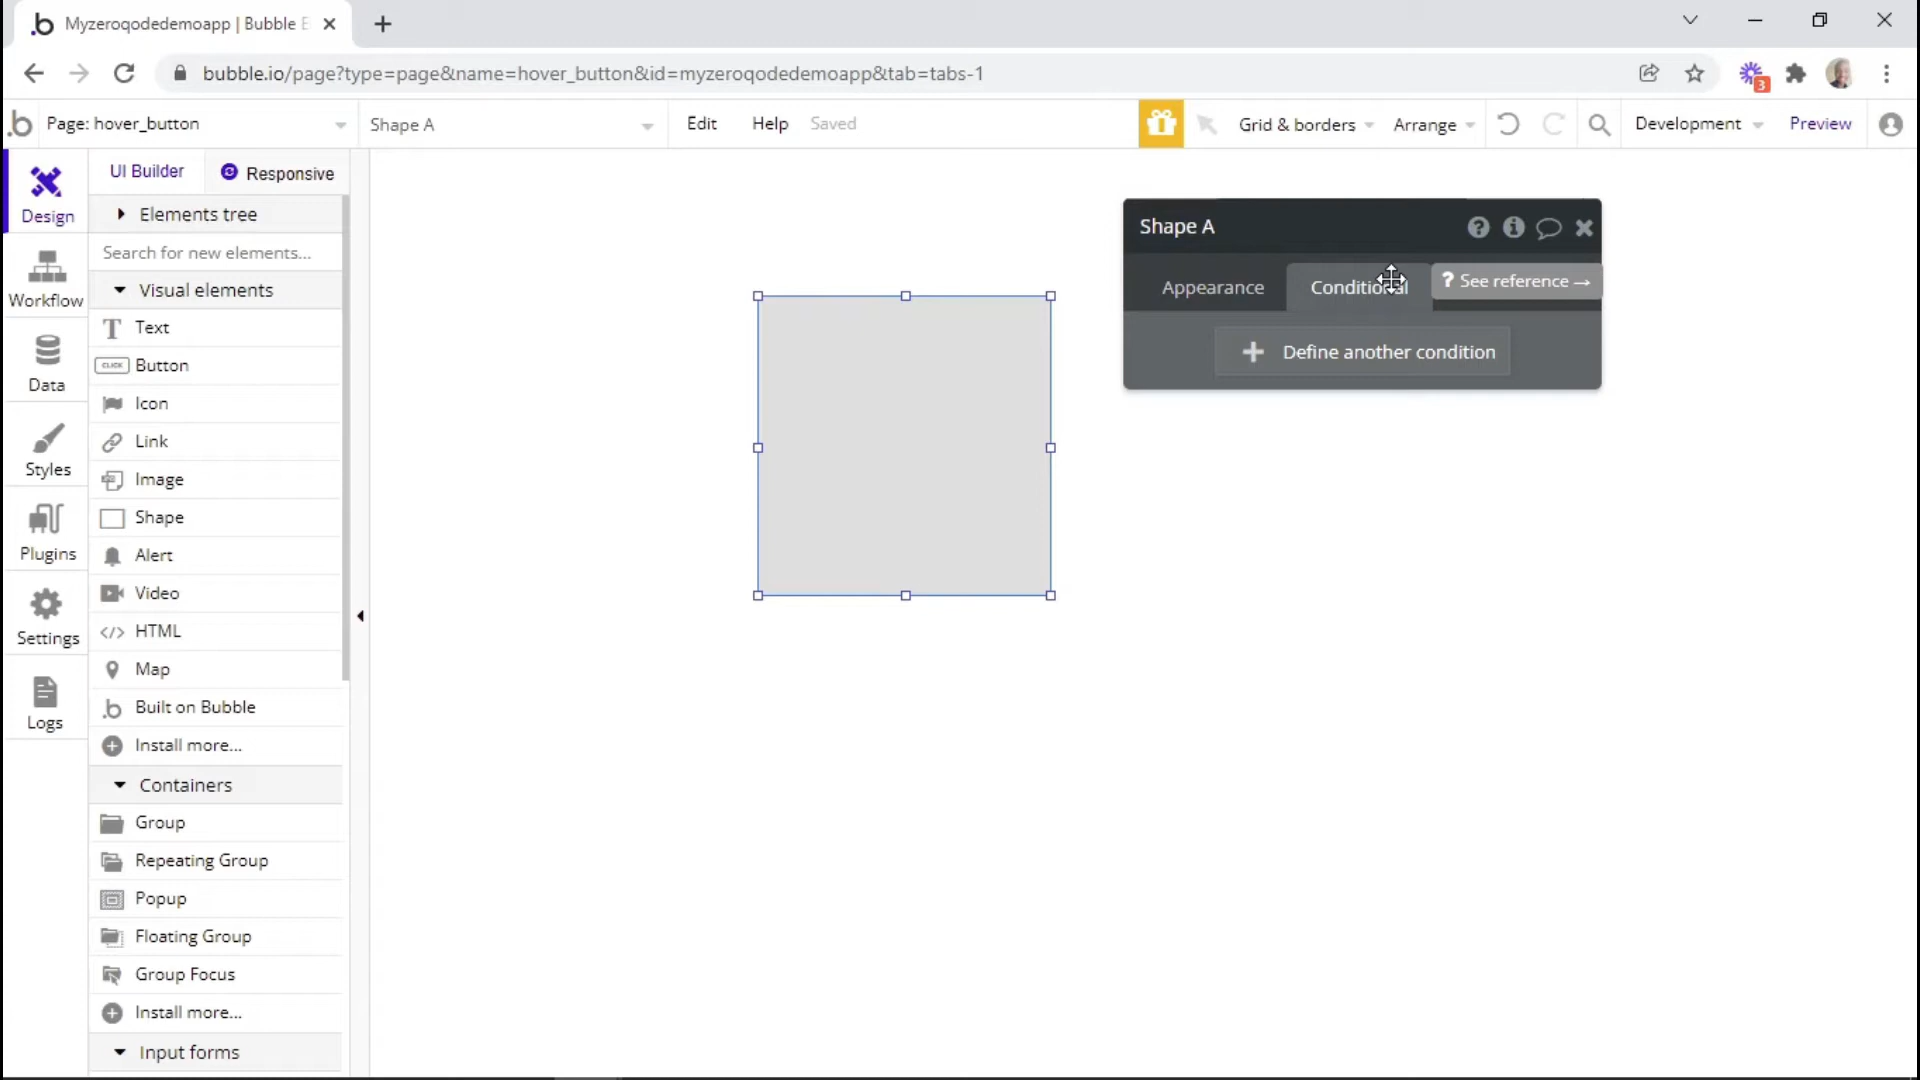 Myzeroqodedemoapp | Bubble E
bubble.io/page?type=page&name=hover_button&id=myzeroqodedemoapp&tab=tabs-1
3
Page: hover_button
Shape A
Edit
Help
Saved
Grid & borders
Arrange
Development
Preview
Design
Workflow
Data
Styles
Plugins
Settings
Logs
UI Builder
Responsive
Elements tree
Search for new elements...
Visual elements
Text
CLICK
Button
Icon
Link
Image
Shape
Alert
Video
HTML
Map
Built on Bubble
Install more...
Containers
Group
Repeating Group
Popup
Floating Group
Group Focus
Install more...
Input forms
Shape A
Appearance
Conditional
? See reference →
Define another condition